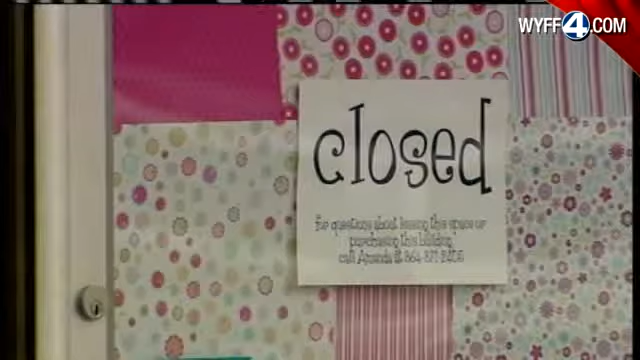 WYFF4.COM
closed
for questions about leasing this space or
purchasing this building
call Amanda @ 864